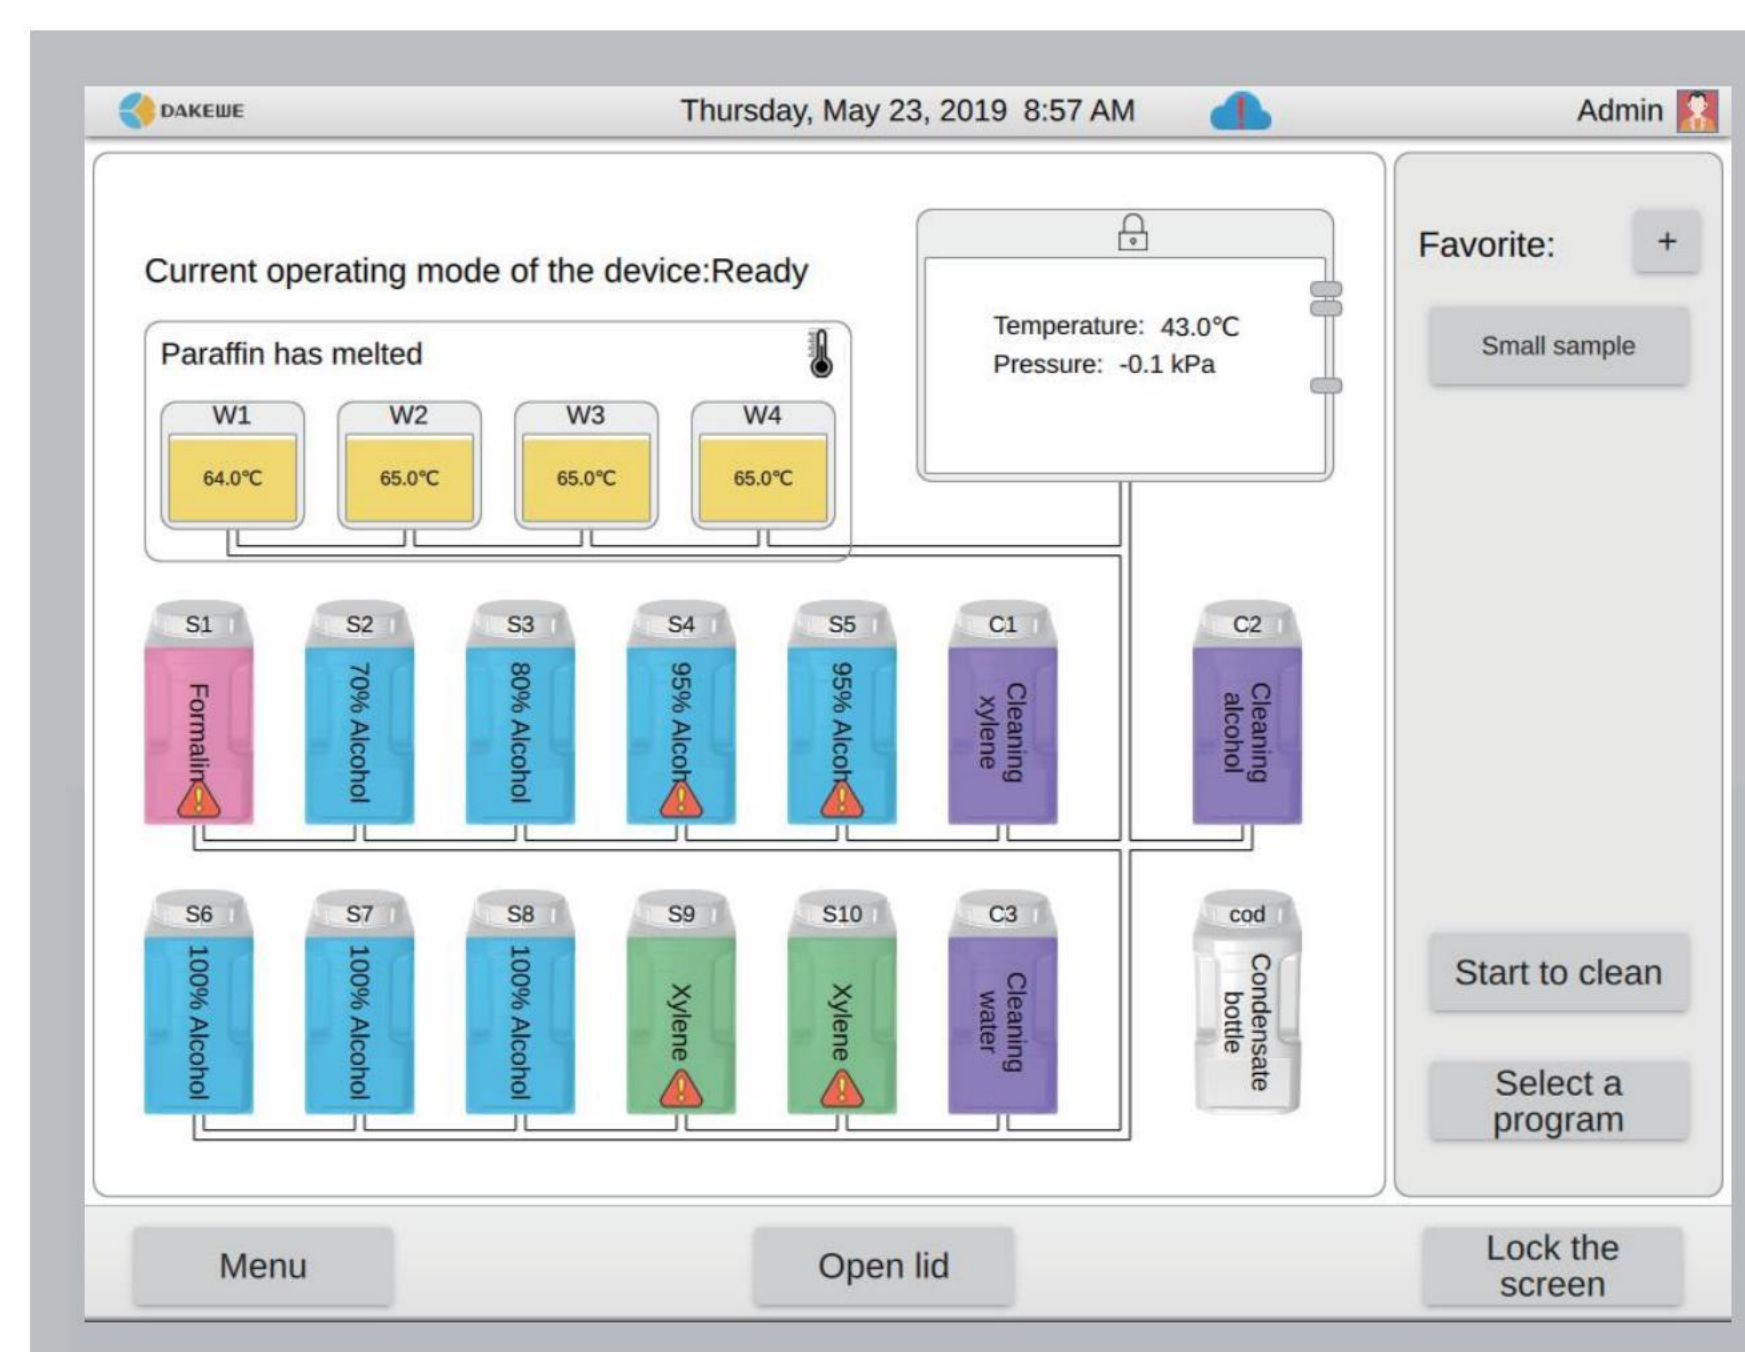 DAKEWE
Thursday, May 23, 2019 8:57 AM
Admin
Current operating mode of the device:Ready
Paraffin has melted
W1
64.0℃
W2
65.0℃
W3
65.0℃
W4
65.0℃
Temperature: 43.0℃
Pressure: -0.1 kPa
S1
Formalin
S2
70% Alcohol
S3
80% Alcohol
S4
95% Alcoh
S5
95% Alcoh
C1
Cleaning
xylene
C2
Cleaning
alcohol
S6
100% Alcohol
S7
100% Alcohol
S8
100% Alcohol
S9
Xylene
S10
Xylene
C3
Cleaning
water
cod
Condensate
bottle
Favorite:
+
Small sample
Start to clean
Select a
program
Menu
Open lid
Lock the
screen